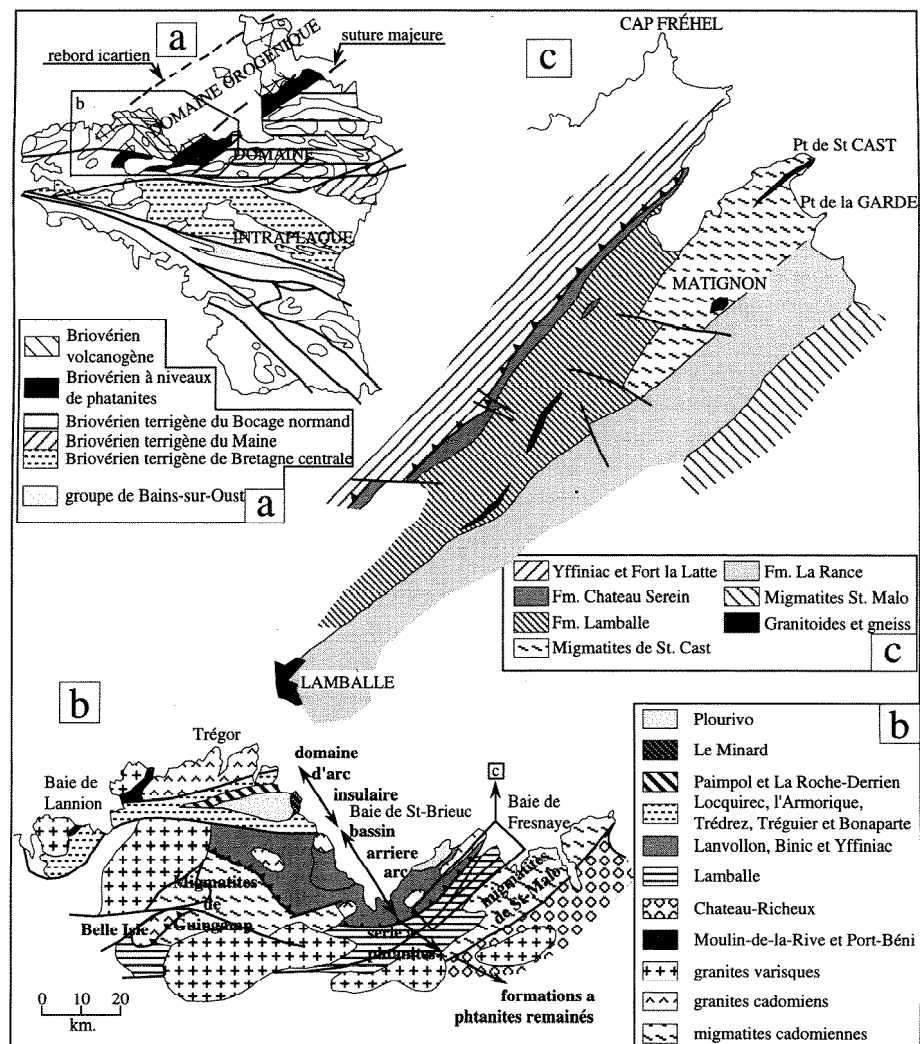 a
rebord icartien
suture majeure
DOMAINE OROGÉNIQUE
b
DOMAINE
INTRAPLAQUE
Briovérien
volcanogène
Briovérien à niveaux
de phatanites
Briovérien terrigène du Bocage normand
Briovérien terrigène du Maine
Briovérien terrigène de Bretagne centrale
groupe de Bains-sur-Oust
a
c
CAP FRÉHEL
Pt de St CAST
Pt de la GARDE
MATIGNON
LAMBALLE
Yffiniac et Fort la Latte
Fm. Chateau Serein
Fm. Lamballe
Migmatites de St. Cast
Fm. La Rance
Migmatites St. Malo
Granitoides et gneiss
c
b
Trégor
Baie de
Lannion
domaine
d'arc
insulaire
Baie de St-Brieuc
bassin
arriere
arc
c
Baie de
Fresnaye
migmatites
de St-Malo
Migmatites
de
Guingamp
Belle Isle
phtanites
formations a
phtanites remainés
0 10 20
km.
b
Plourivo
Le Minard
Paimpol et La Roche-Derrien
Locquirec, l'Armorique,
Trédrez, Tréguier et Bonaparte
Lanvollon, Binic et Yffiniac
Lamballe
Chateau-Richeux
Moulin-de-la-Rive et Port-Béni
granites varisques
granites cadomiens
migmatites cadomiennes